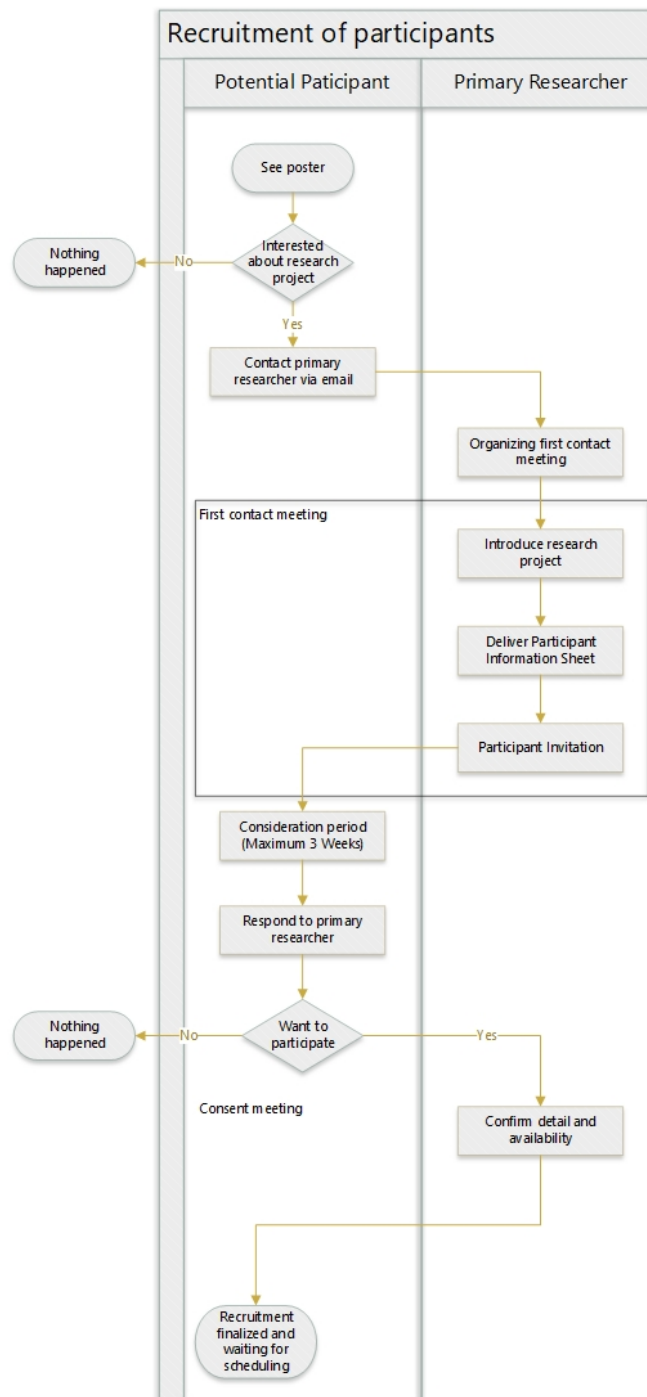 Recruitment of participants
Potential Paticipant
Primary Researcher
See poster
Interested
about research
project
No
Nothing
happened
Yes
Contact primary
researcher via email
Organizing first contact
meeting
First contact meeting
Introduce research
project
Deliver Participant
Information Sheet
Participant Invitation
Consideration period
(Maximum 3 Weeks)
Respond to primary
researcher
Want to
participate
No
Nothing
happened
Yes
Consent meeting
Confirm detail and
availability
Recruitment
finalized and
waiting for
scheduling